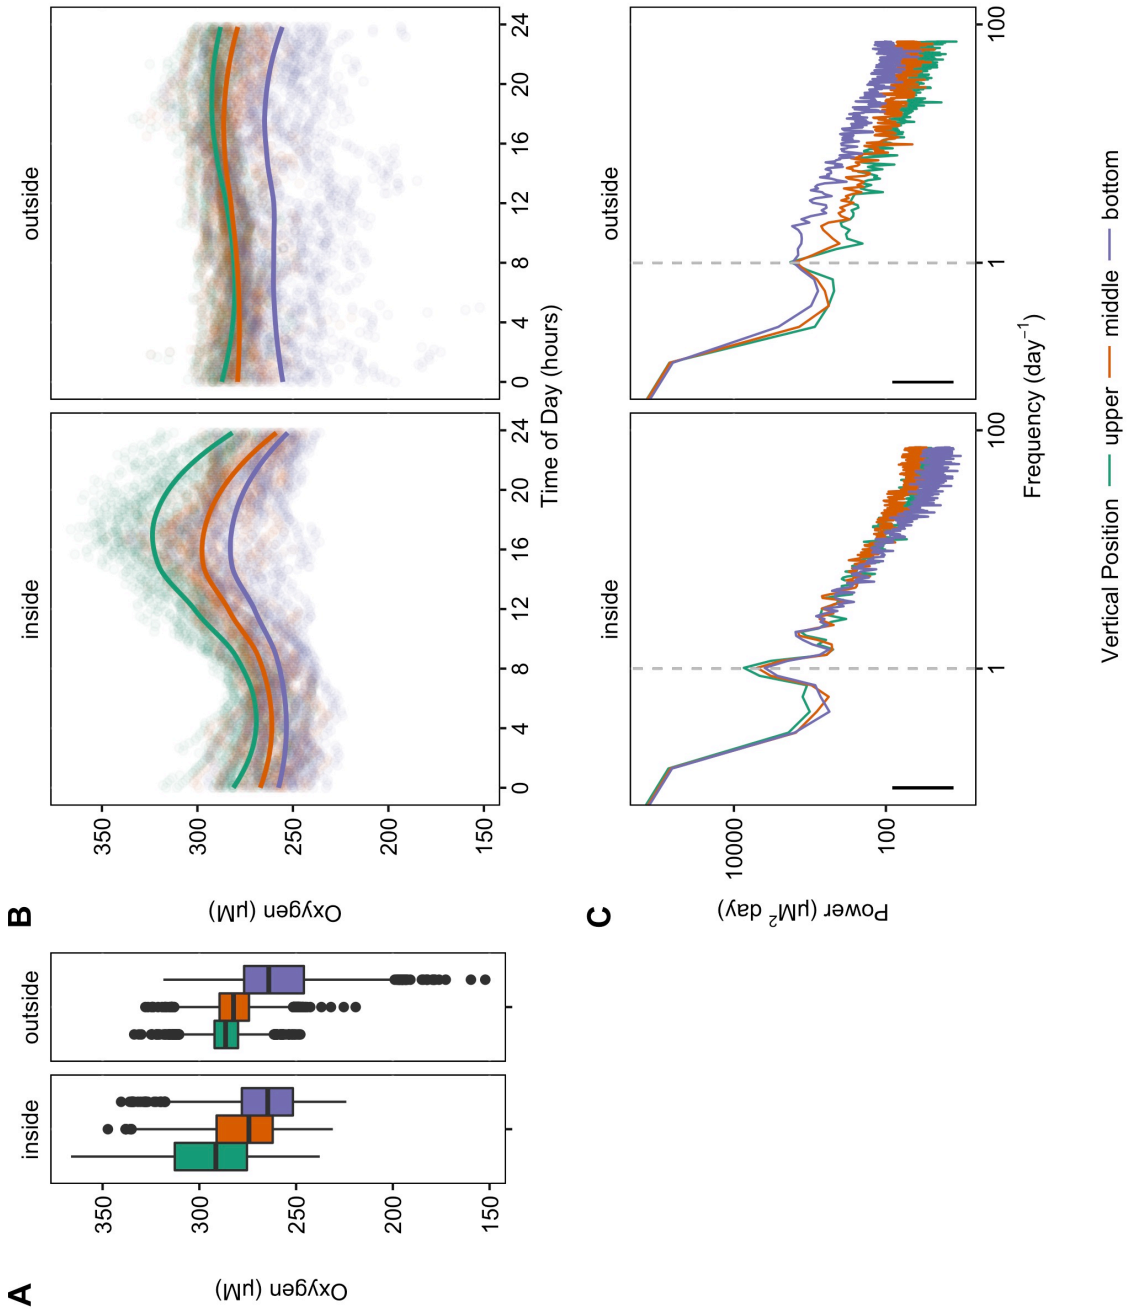 A
inside
outside
Oxygen (μM)
350
300
250
200
150
B
inside
outside
Oxygen (μM)
350
300
250
200
150
0 4 8 12 16 20 24
0 4 8 12 16 20 24
Time of Day (hours)
C
inside
outside
Power (μM² day)
10000
100
1 100
1 100
Frequency (day⁻¹)
Vertical Position upper middle bottom